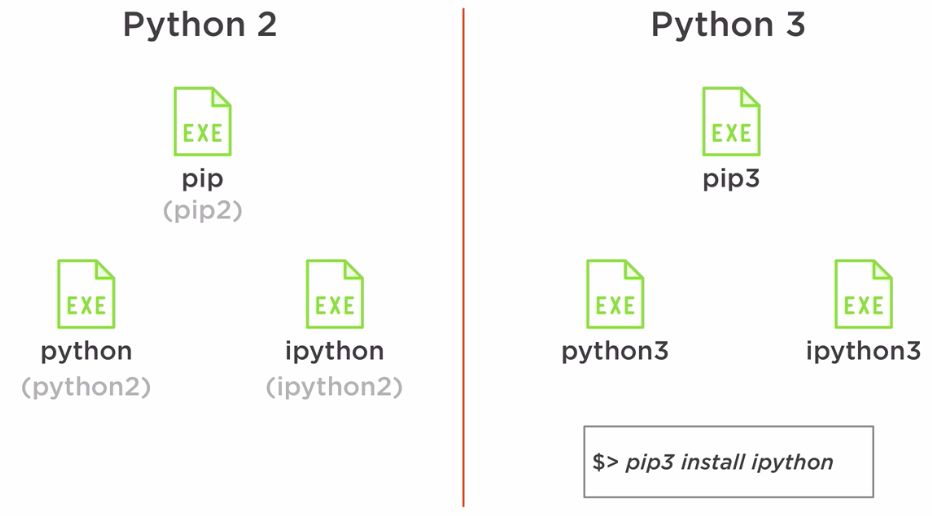 Python 2
EXE
pip
(pip2)
EXE
EXE
python
ipython
(python2)
(ipython2)
Python 3
EXE
pip3
EXE
EXE
python3
ipython3
$> pip3 install ipython